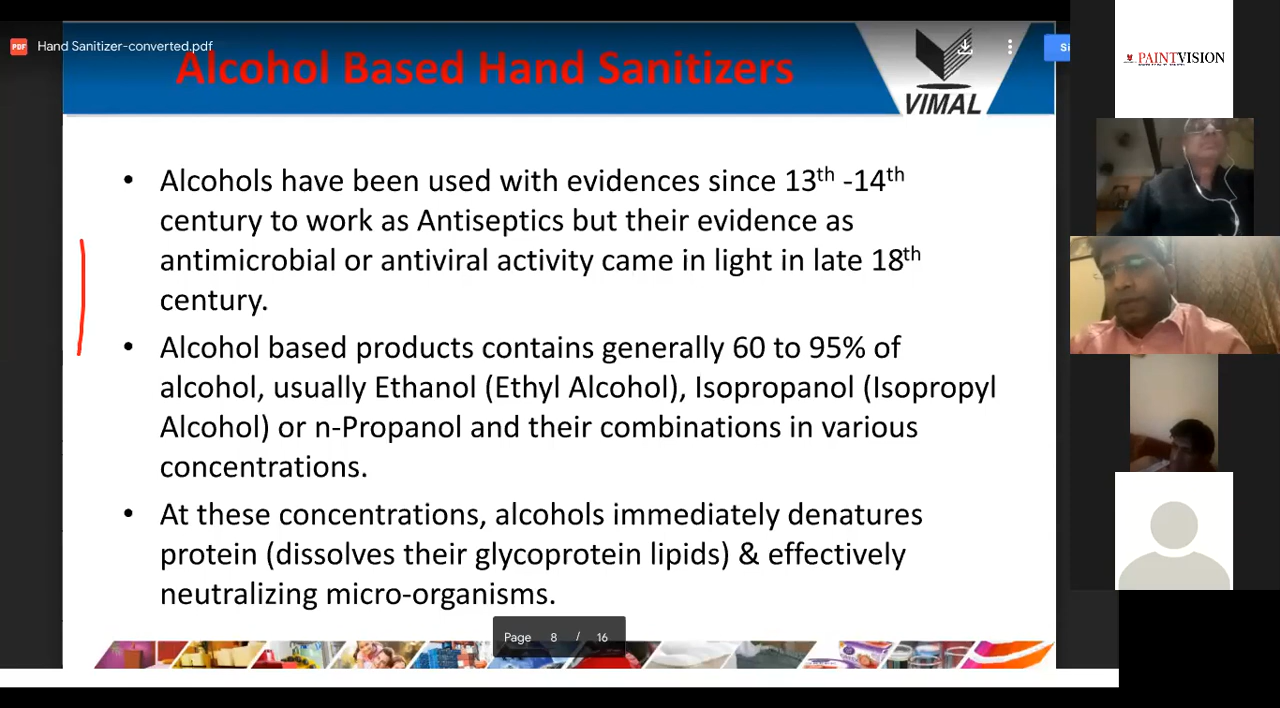 Hand Sanitizer-converted.pdf
Alcohol Based Hand Sanitizers
VIMAL
PAINTVISION
• Alcohols have been used with evidences since 13th -14th
century to work as Antiseptics but their evidence as
antimicrobial or antiviral activity came in light in late 18th
century.
• Alcohol based products contains generally 60 to 95% of
alcohol, usually Ethanol (Ethyl Alcohol), Isopropanol (Isopropyl
Alcohol) or n-Propanol and their combinations in various
concentrations.
• At these concentrations, alcohols immediately denatures
protein (dissolves their glycoprotein lipids) & effectively
neutralizing micro-organisms.
Page 8 / 16